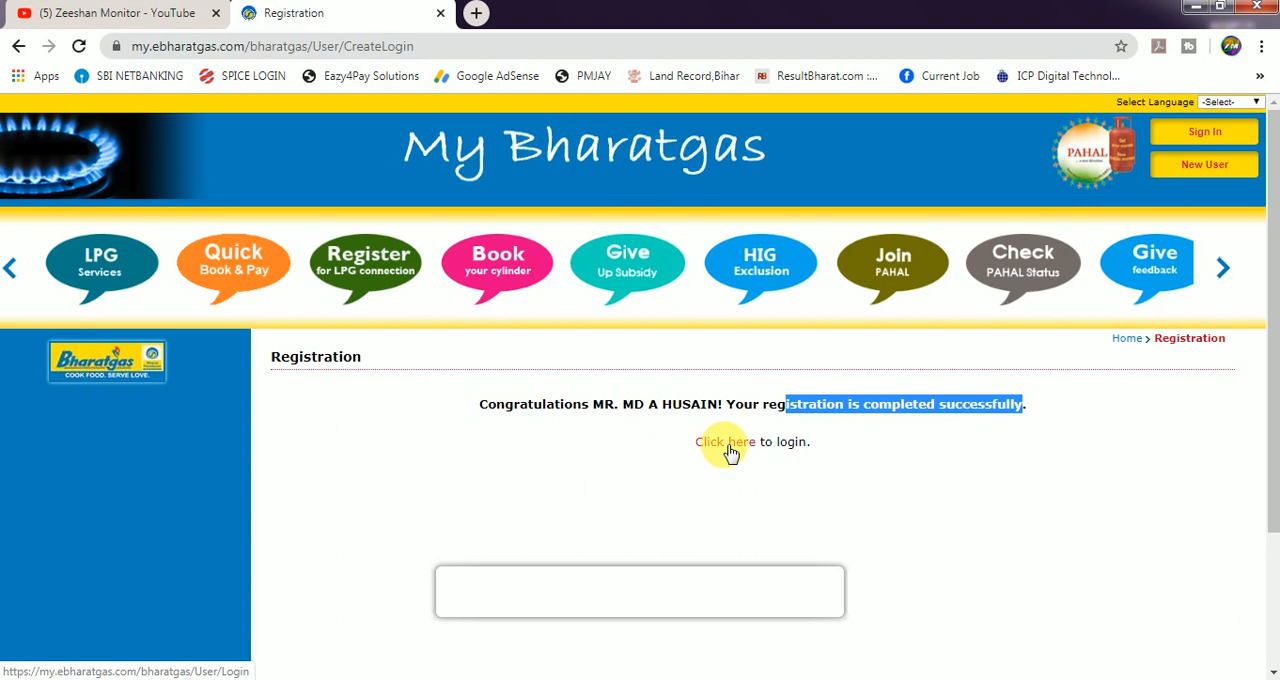 (5) Zeeshan Monitor - YouTube
Registration
my.ebharatgas.com/bharatgas/User/CreateLogin
Apps
SBI NETBANKING
SPICE LOGIN
Eazy4Pay Solutions
Google AdSense
PMJAY
Land Record,Bihar
ResultBharat.com :...
Current Job
ICP Digital Technol...
Select Language -Select-
My Bharatgas
PAHAL
Sign In
New User
LPG
Services
Quick
Book & Pay
Register
for LPG connection
Book
your cylinder
Give
Up Subsidy
HIG
Exclusion
Join
PAHAL
Check
PAHAL Status
Give
feedback
Bharatgas
COOK FOOD. SERVE LOVE.
Home > Registration
Registration
Congratulations MR. MD A HUSAIN! Your registration is completed successfully.
Click here to login.
https://my.ebharatgas.com/bharatgas/User/Login